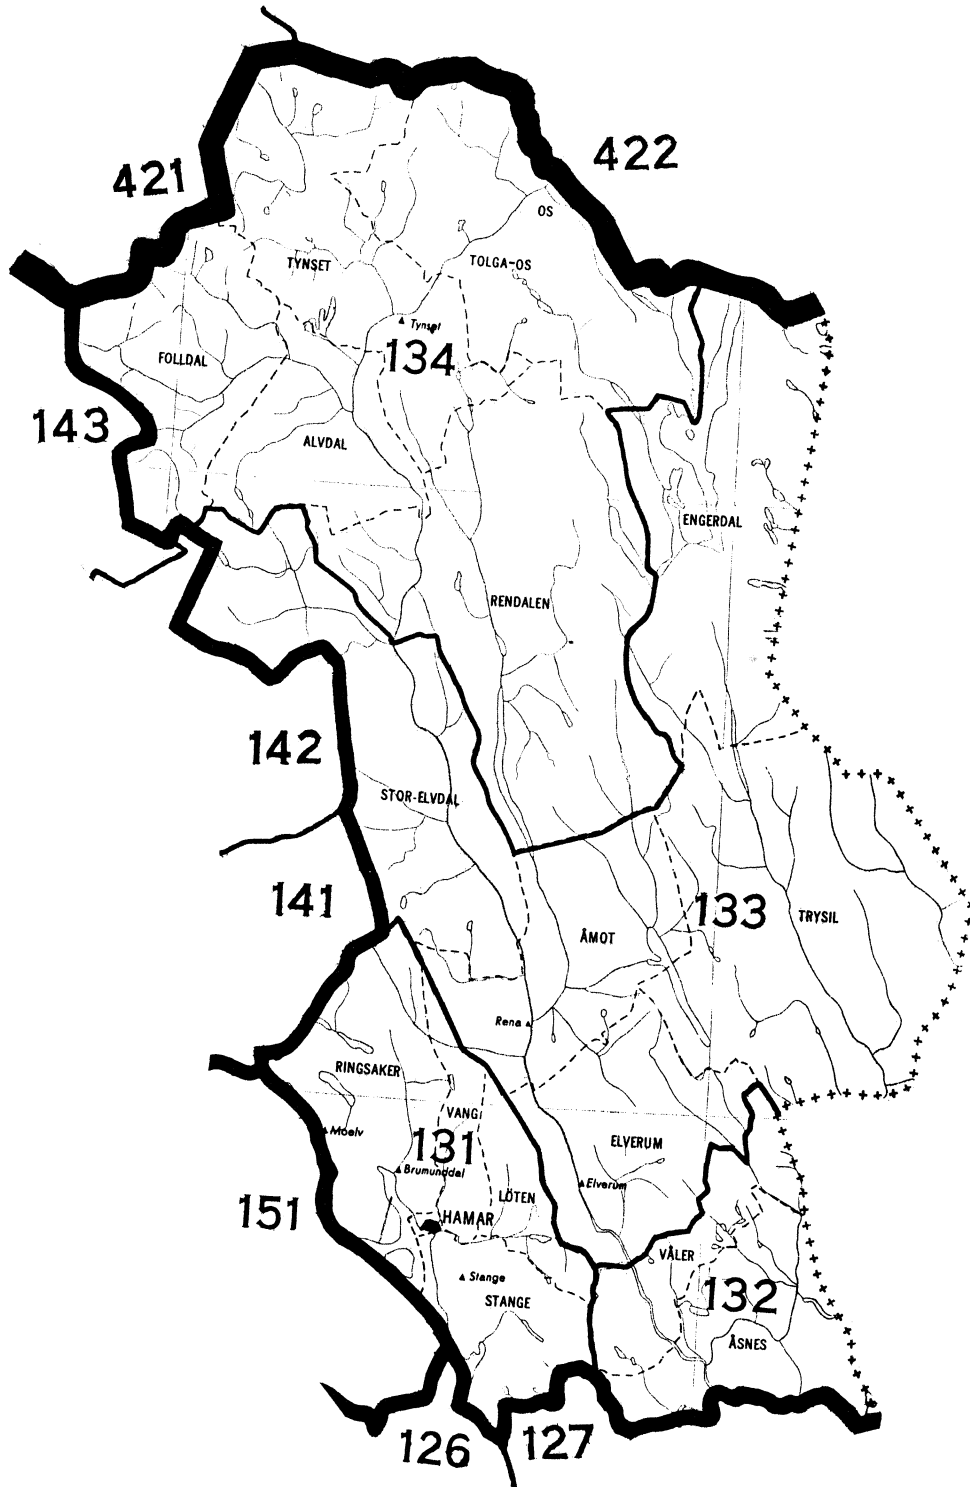 422
421
OS
TYNSET
TOLGA-OS
Tynset
134
FOLLDAL
143
ALVDAL
ENGERDAL
RENDALEN
142
STOR-ELVDAL
141
133
TRYSIL
ÅMOT
Rena
RINGSAKER
VANG
Moelv
131
ELVERUM
Brumunddal
Elverum
LÖTEN
151
HAMAR
VÅLER
Stange
132
STANGE
ÅSNES
126
127